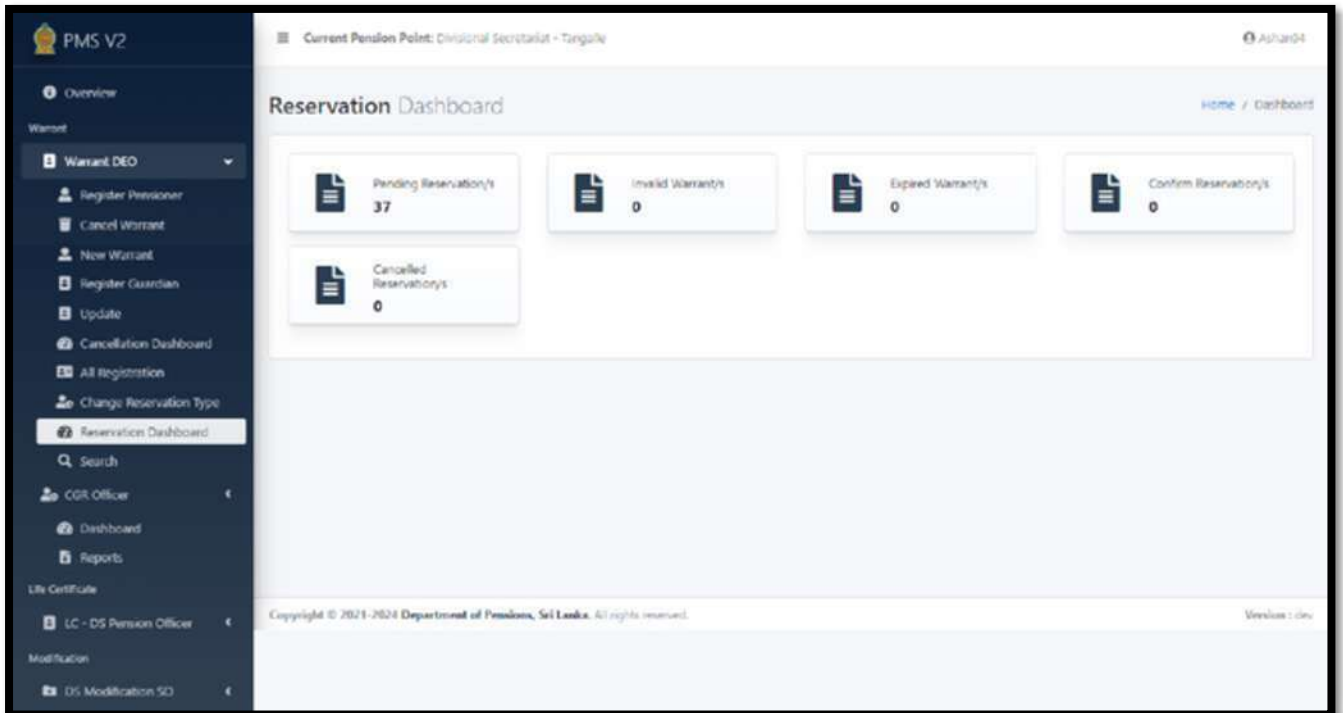 PMS V2
Current Pension Point: Divisional Secretariat - Tangalle
Ashan04
Overview
Warrant
Warrant DEO
Register Pensioner
Cancel Warrant
New Warrant
Register Guardian
Update
Cancellation Dashboard
All Registration
Change Reservation Type
Reservation Dashboard
Search
CGR Officer
Dashboard
Reports
Life Certificate
LC - DS Pension Officer
Modification
DS Modification SO
Reservation Dashboard
Home / Dashboard
Pending Reservation/s
37
Invalid Warrant/s
0
Expired Warrant/s
0
Confirm Reservation/s
0
Cancelled
Reservation/s
0
Copyright © 2021-2024 Department of Pensions, Sri Lanka. All rights reserved.
Version : dev